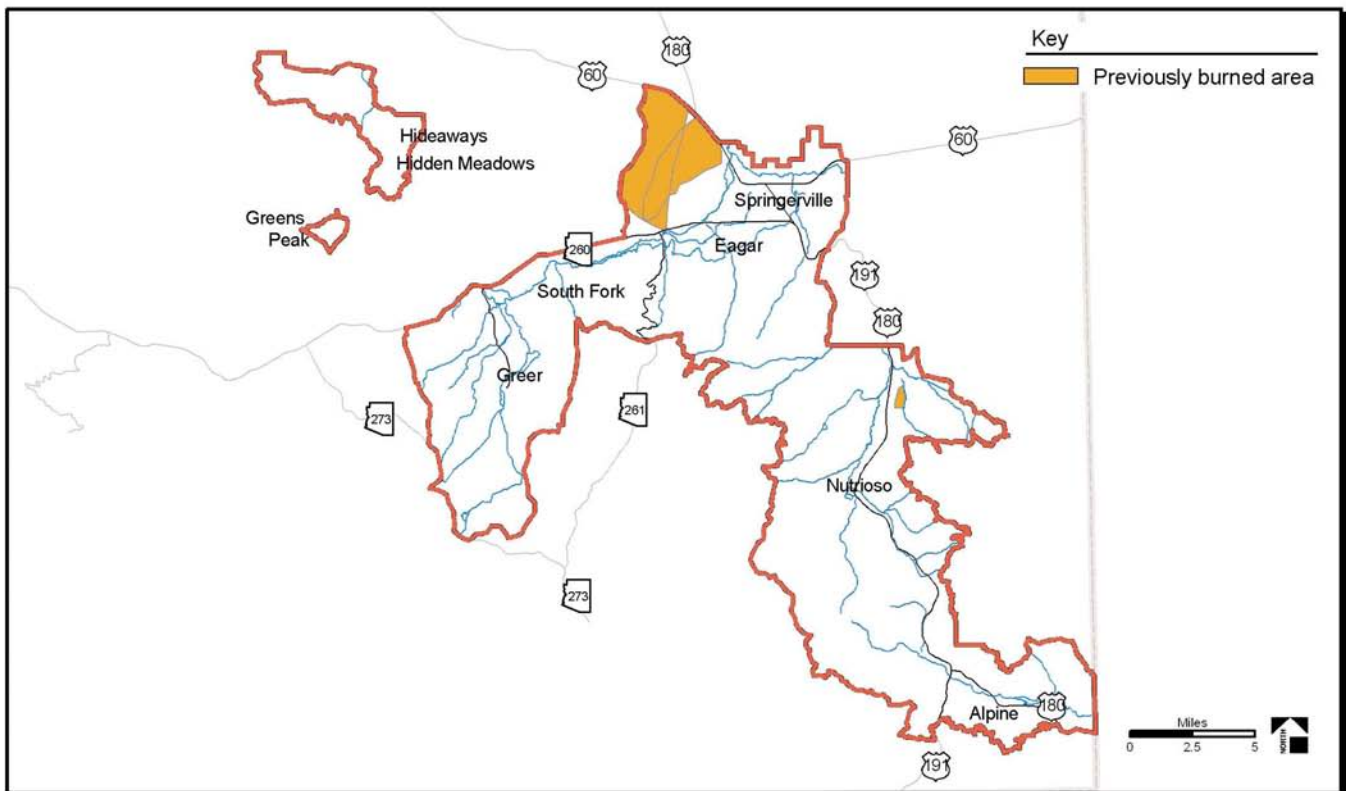 Key
Previously burned area
180
60
60
Hideaways
Hidden Meadows
Springerville
Greens
Peak
260
Eagar
191
South Fork
180
Greer
273
261
Nutrioso
273
180
Alpine
Miles
0 2.5 5
NORTH
191